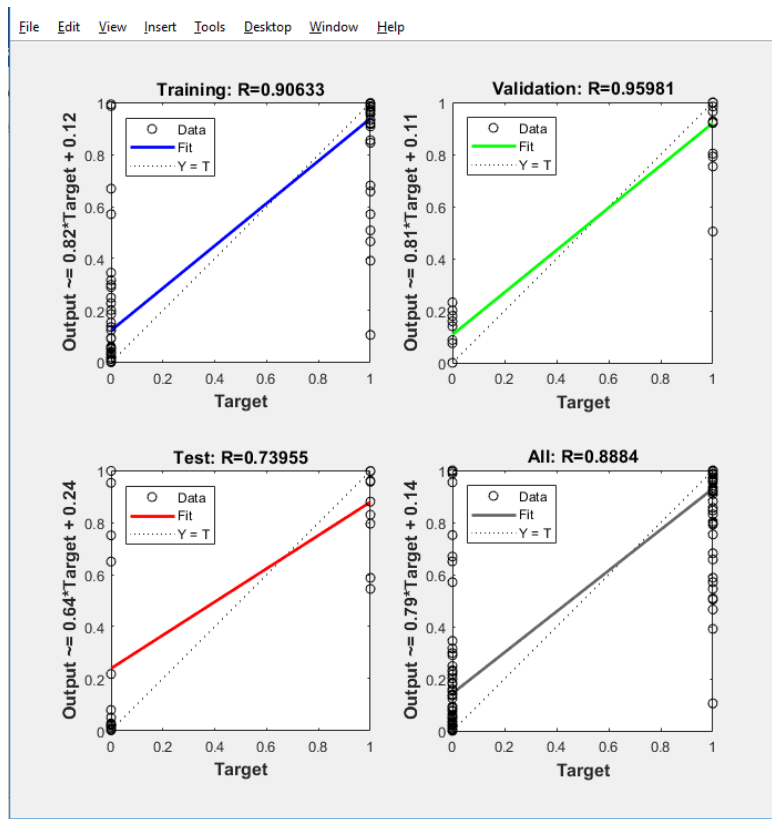 File Edit View Insert Tools Desktop Window Help
Training: R=0.90633
Output ~= 0.82*Target + 0.12
1
0.8
0.6
0.4
0.2
0
Data
Fit
Y = T
0 0.2 0.4 0.6 0.8 1
Target
Validation: R=0.95981
Output ~= 0.81*Target + 0.11
1
0.8
0.6
0.4
0.2
0
Data
Fit
Y = T
0 0.2 0.4 0.6 0.8 1
Target
Test: R=0.73955
Output ~= 0.64*Target + 0.24
1
0.8
0.6
0.4
0.2
0
Data
Fit
Y = T
0 0.2 0.4 0.6 0.8 1
Target
All: R=0.8884
Output ~= 0.79*Target + 0.14
1
0.8
0.6
0.4
0.2
0
Data
Fit
Y = T
0 0.2 0.4 0.6 0.8 1
Target